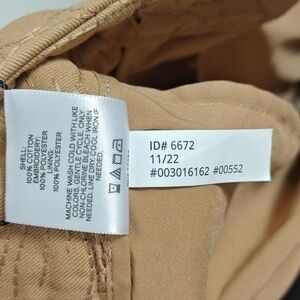 SHELL:
100% COTTON
EMBROIDERY:
100% POLYESTER
LINING:
100% POLYESTER
MACHINE WASH COLD WITH LIKE
COLORS, GENTLE CYCLE, ONLY
NON-CHLORINE BLEACH WHEN
NEEDED, LINE DRY, COOL IRON IF
NEEDED.
ID# 6672
11/22
#003016162 #00552